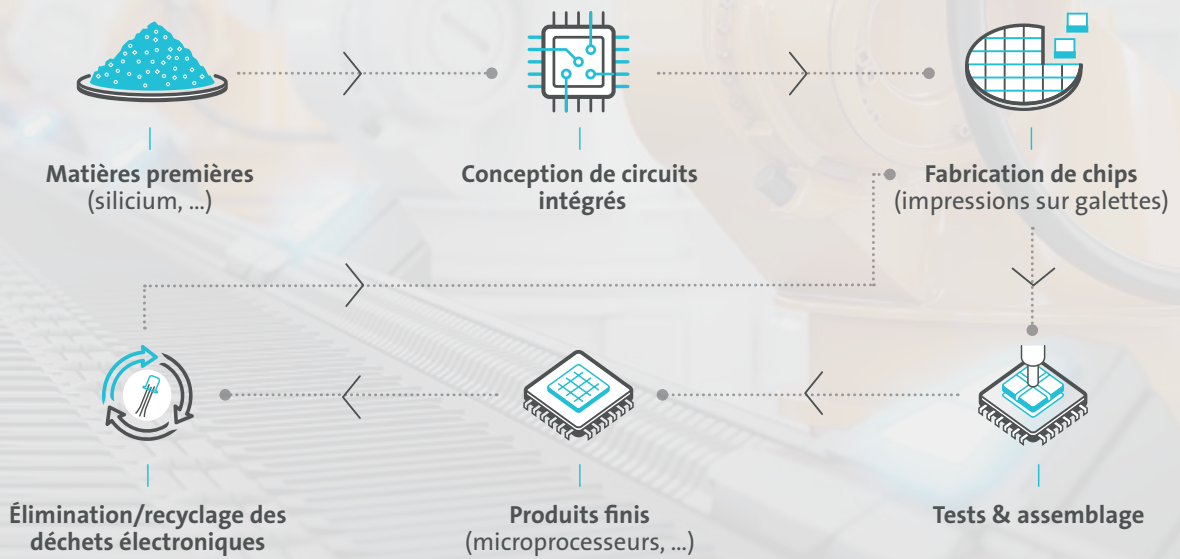 Matières premières
(silicium, ...)
Conception de circuits
intégrés
Fabrication de chips
(impressions sur galettes)
Élimination/recyclage des
déchets électroniques
Produits finis
(microprocesseurs, ...)
Tests & assemblage